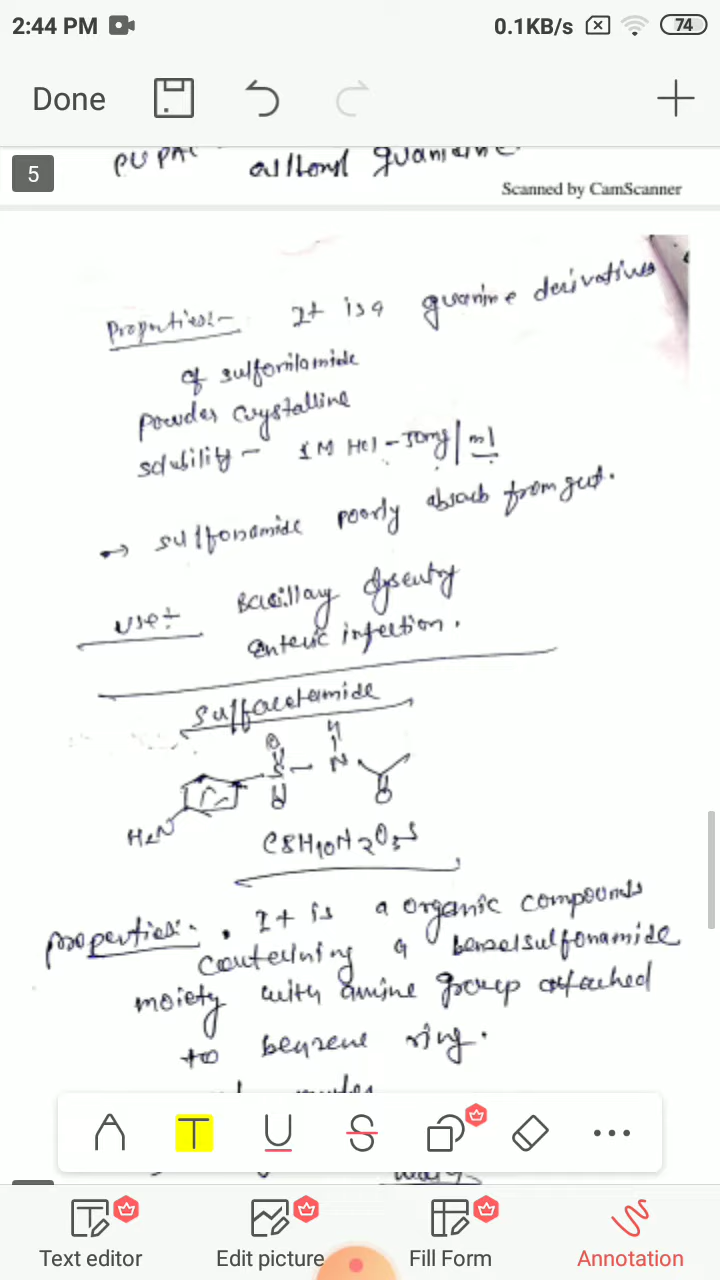 2:44 PM
0.1KB/s
74
Done
5
Scanned by CamScanner
Properties:- It is a guanine derivatives
of sulfonilamide
powder crystalline
solubility - 1M Hcl - 50mg/ml
→ sulfonamide poorly absorb from gut.
use:
Bacillary dysentry
enteric infection.
Sulfacetamide
O
H
S - N
O
O
H2N
C8H10N2O3S
properties:- . It is a organic compounds
containing a
moiety with amine group attached
to benzene ring.
Text editor
Edit picture
Fill Form
Annotation